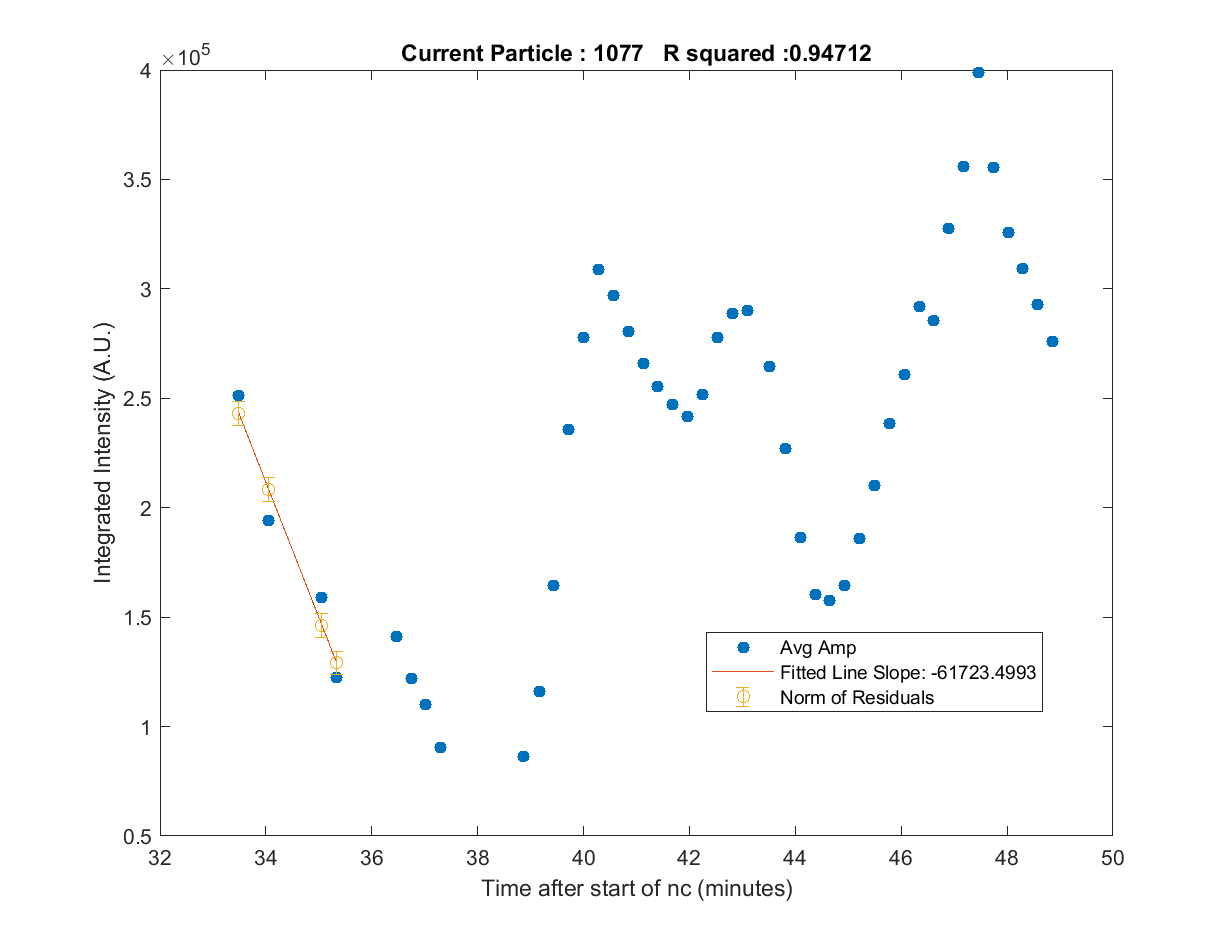 Current Particle : 1077   R squared :0.94712
×10^5
4
3.5
3
2.5
2
1.5
1
0.5
32 34 36 38 40 42 44 46 48 50
Time after start of nc (minutes)
Integrated Intensity (A.U.)
Avg Amp
Fitted Line Slope: -61723.4993
Norm of Residuals